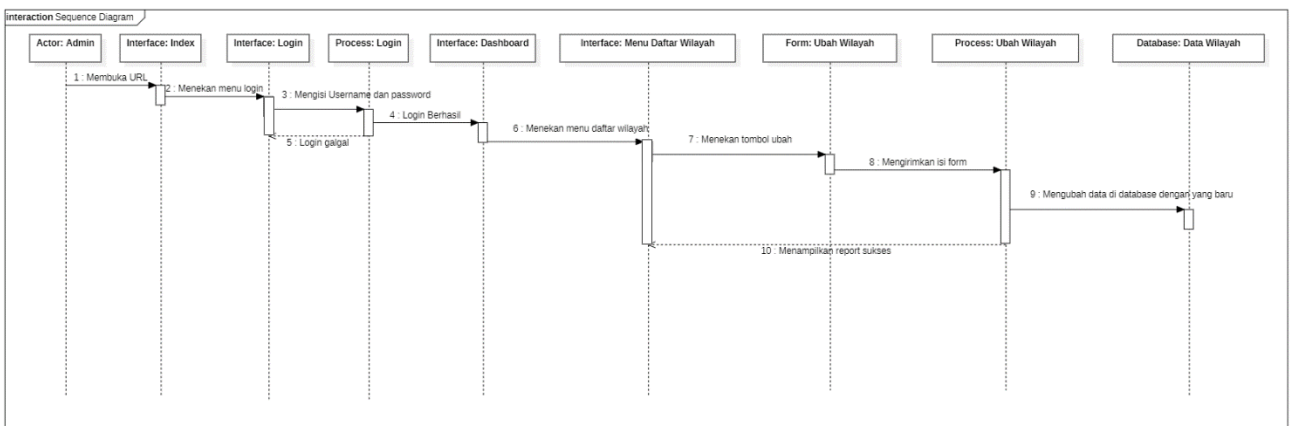 interaction Sequence Diagram
Actor: Admin
Interface: Index
Interface: Login
Process: Login
Interface: Dashboard
Interface: Menu Daftar Wilayah
Form: Ubah Wilayah
Process: Ubah Wilayah
Database: Data Wilayah
1 : Membuka URL
2 : Menekan menu login
3 : Mengisi Username dan password
4 : Login Berhasil
5 : Login galgal
6 : Menekan menu daftar wilayah
7 : Menekan tombol ubah
8 : Mengirimkan isi form
9 : Mengubah data di database dengan yang baru
10 : Menampilkan report sukses